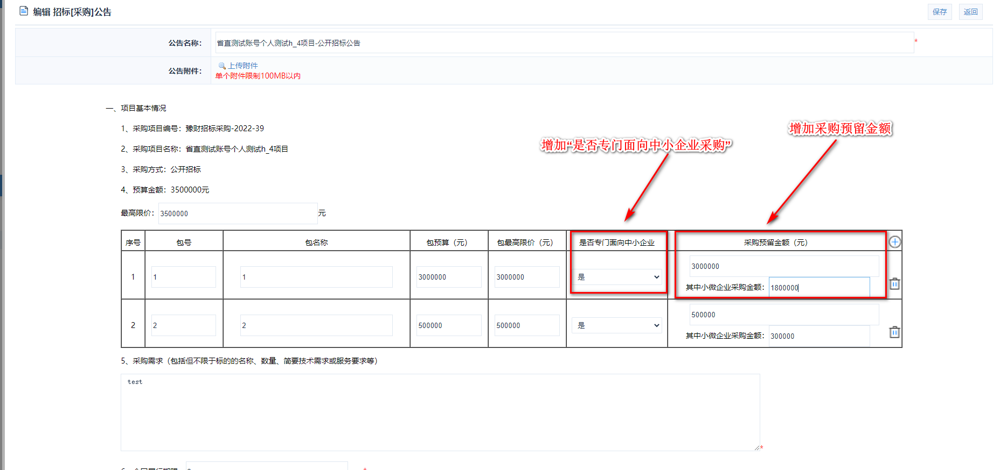 编辑 招标[采购]公告
保存 返回
公告名称： 省直测试账号个人测试h_4项目-公开招标公告 *
公告附件： 上传附件
单个附件限制100MB以内
一、项目基本情况
1、采购项目编号：豫财招标采购-2022-39
增加采购预留金额
增加“是否专门面向中小企业采购”
2、采购项目名称：省直测试账号个人测试h_4项目
3、采购方式：公开招标
4、预算金额：3500000元
最高限价： 3500000 元
序号 包号 包名称 包预算（元） 包最高限价（元） 是否专门面向中小企业 采购预留金额（元）
1 1 1 3000000 3000000 是 3000000
其中小微企业采购金额： 1800000
2 2 2 500000 500000 是 500000
其中小微企业采购金额： 300000
5、采购需求（包括但不限于标的的名称、数量、简要技术需求或服务要求等）
test
*